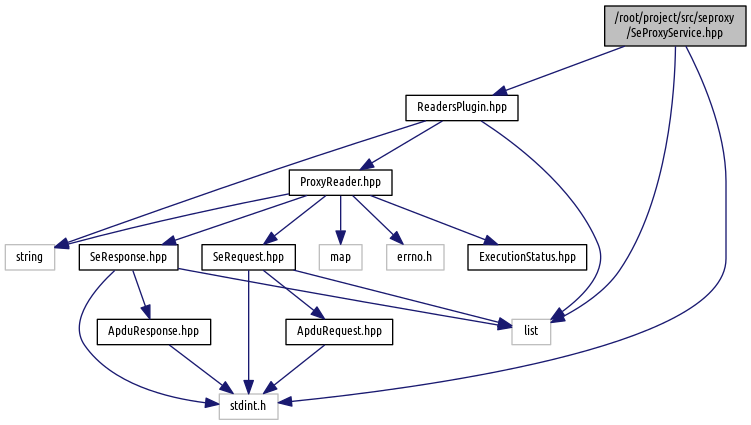 /root/project/src/seproxy
/SeProxyService.hpp
ReadersPlugin.hpp
ProxyReader.hpp
string
SeResponse.hpp
SeRequest.hpp
map
errno.h
ExecutionStatus.hpp
ApduResponse.hpp
ApduRequest.hpp
list
stdint.h